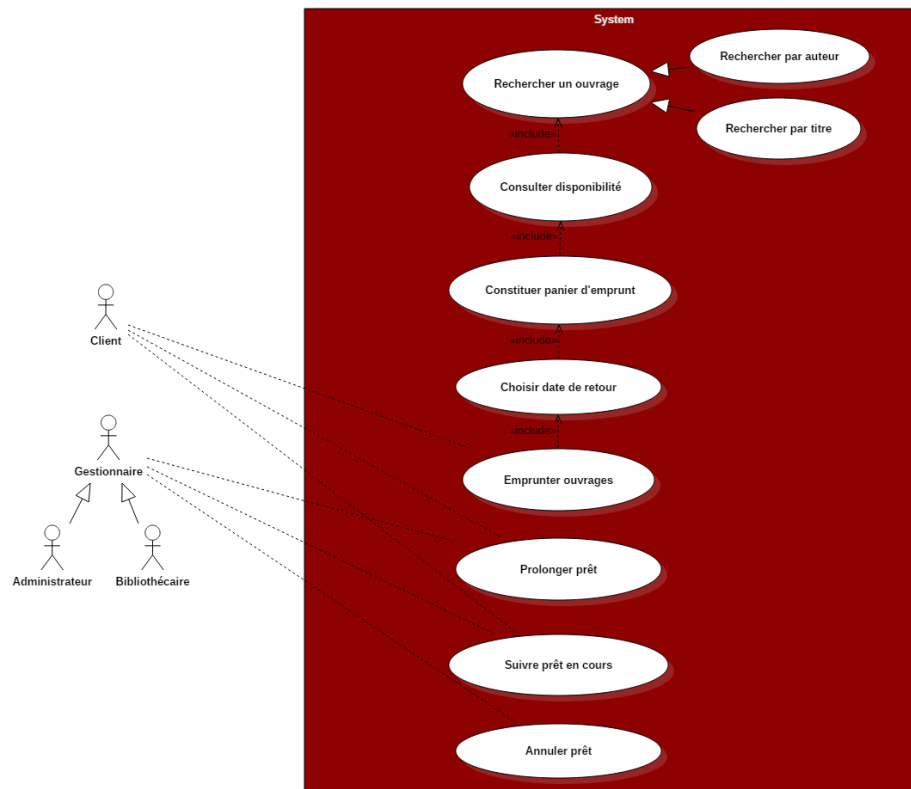 System
Rechercher par auteur
Rechercher un ouvrage
Rechercher par titre
«include»
Consulter disponibilité
«include»
Constituer panier d'emprunt
Client
«include»
Choisir date de retour
«include»
Gestionnaire
Emprunter ouvrages
Administrateur
Bibliothécaire
Prolonger prêt
Suivre prêt en cours
Annuler prêt